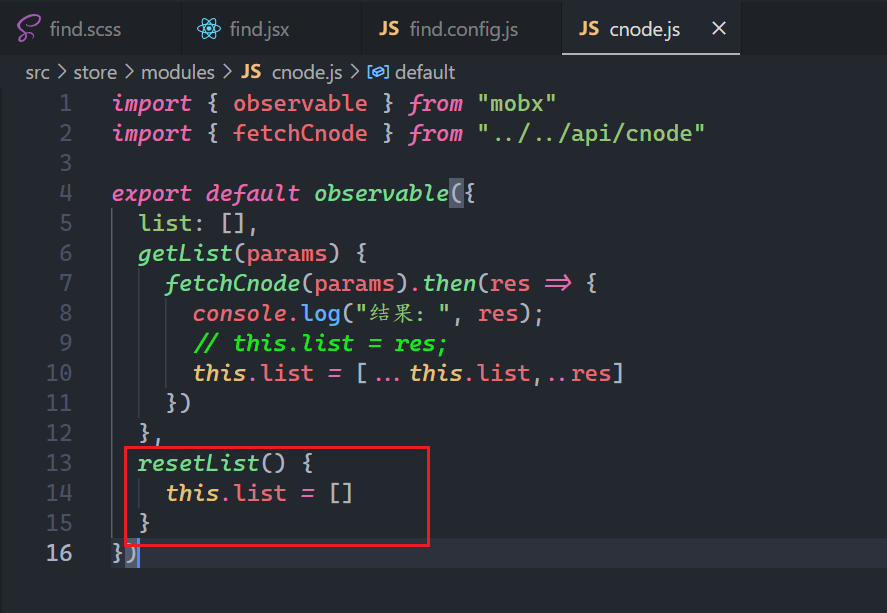 find.scss find.jsx JS find.config.js JS cnode.js ×
src > store > modules > JS cnode.js > default
1 import { observable } from "mobx"
2 import { fetchCnode } from "../../api/cnode"
3
4 export default observable({
5   list: [],
6   getList(params) {
7     fetchCnode(params).then(res => {
8       console.log("结果: ", res);
9       // this.list = res;
10       this.list = [...this.list,..res]
11     })
12   },
13   resetList() {
14     this.list = []
15   }
16 })